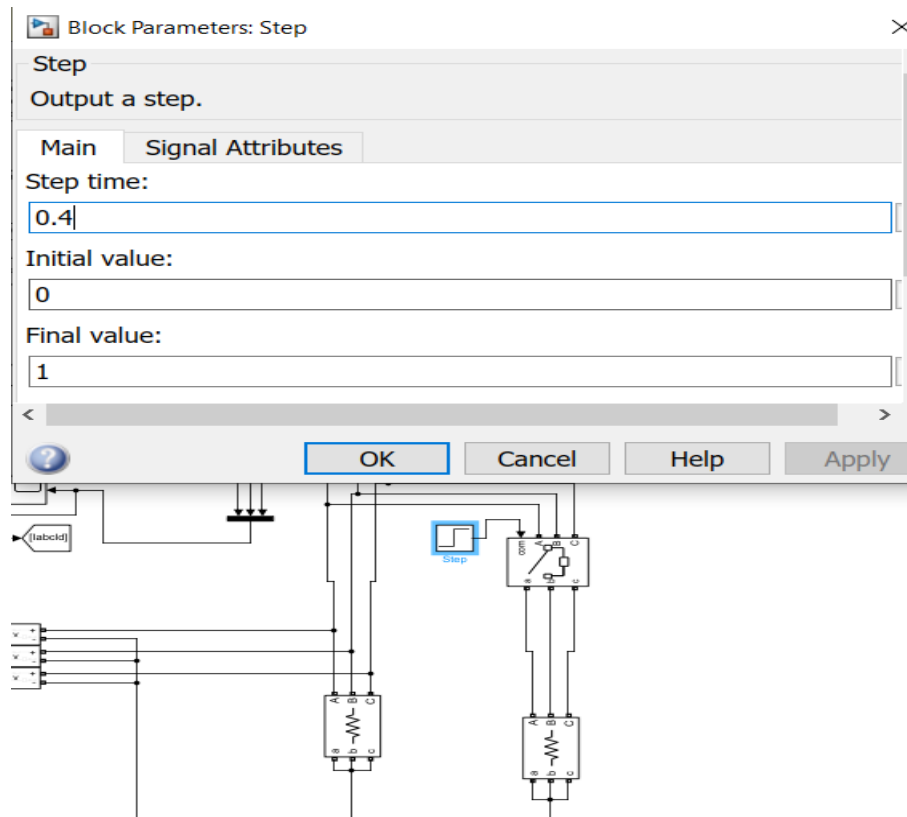 Block Parameters: Step
Step
Output a step.
Main Signal Attributes
Step time:
0.4
Initial value:
0
Final value:
1
OK Cancel Help Apply
[Iabcld]
Step
com A B C
a b c
v + -
v + -
v + -
A B C
a b c
A B C
a b c